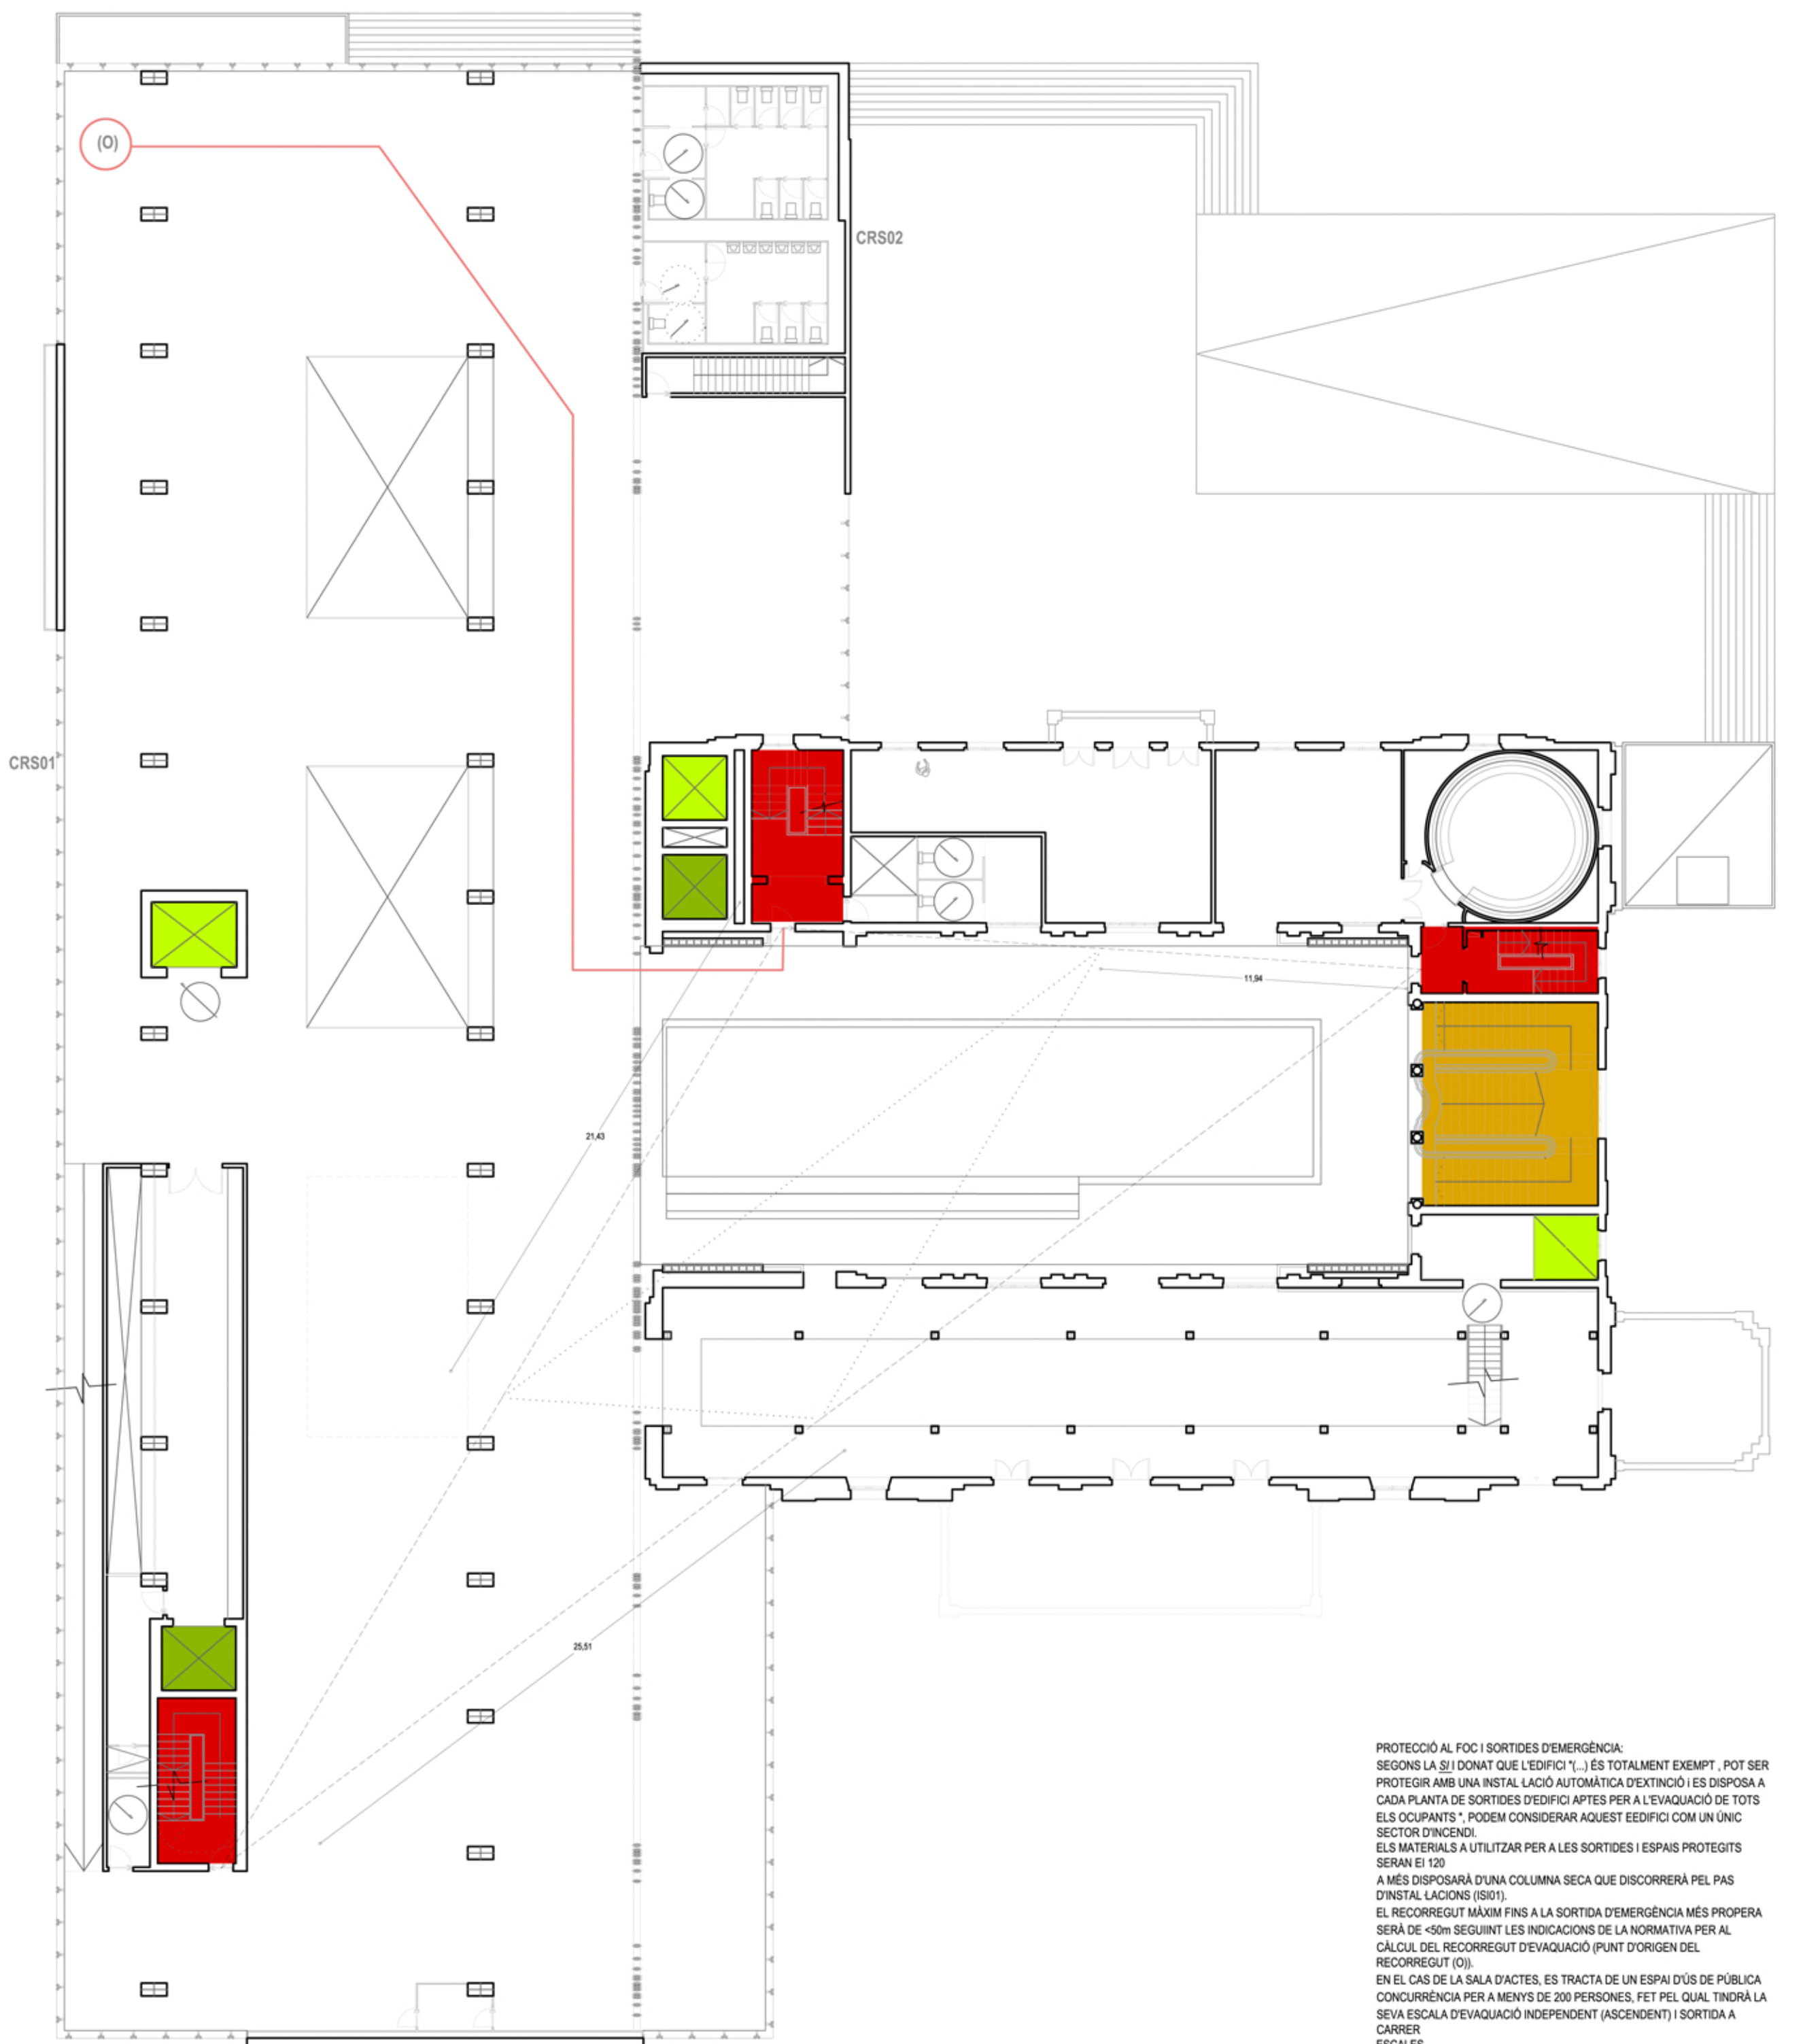 (O)
CRS02
CRS01
11,94
21,43
25,51
PROTECCIÓ AL FOC I SORTIDES D'EMERGÈNCIA:
SEGONS LA SI I DONAT QUE L'EDIFICI "(...) ÉS TOTALMENT EXEMPT , POT SER
PROTEGIR AMB UNA INSTAL·LACIÓ AUTOMÀTICA D'EXTINCIÓ i ES DISPOSA A
CADA PLANTA DE SORTIDES D'EDIFICI APTES PER A L'EVAQUACIÓ DE TOTS
ELS OCUPANTS ", PODEM CONSIDERAR AQUEST EEDIFICI COM UN ÚNIC
SECTOR D'INCENDI.
ELS MATERIALS A UTILITZAR PER A LES SORTIDES I ESPAIS PROTEGITS
SERAN EI 120
A MÉS DISPOSARÀ D'UNA COLUMNA SECA QUE DISCORRERÀ PEL PAS
D'INSTAL·LACIONS (ISI01).
EL RECORREGUT MÀXIM FINS A LA SORTIDA D'EMERGÈNCIA MÉS PROPERA
SERÀ DE <50m SEGUINT LES INDICACIONS DE LA NORMATIVA PER AL
CÀLCUL DEL RECORREGUT D'EVAQUACIÓ (PUNT D'ORIGEN DEL
RECORREGUT (O)).
EN EL CAS DE LA SALA D'ACTES, ES TRACTA DE UN ESPAI D'ÚS DE PÚBLICA
CONCURRÈNCIA PER A MENYS DE 200 PERSONES, FET PEL QUAL TINDRÀ LA
SEVA ESCALA D'EVAQUACIÓ INDEPENDENT (ASCENDENT) I SORTIDA A
CARRER
ESCALES